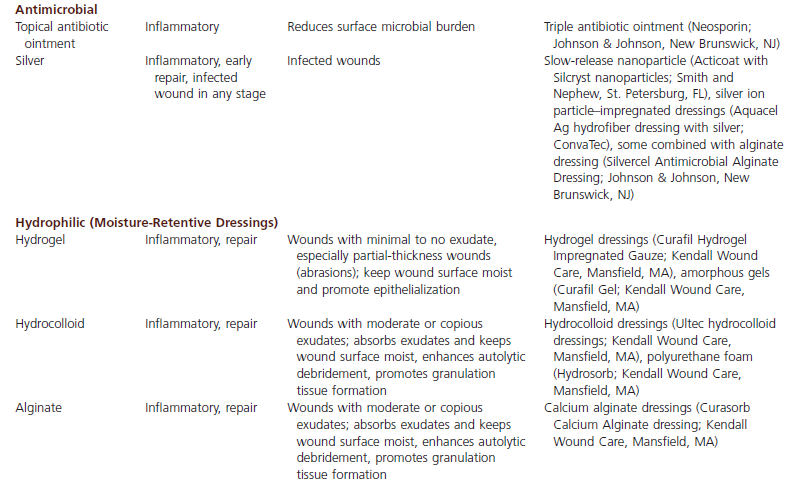 Antimicrobial
Topical antibiotic Inflammatory Reduces surface microbial burden Triple antibiotic ointment (Neosporin;
ointment Johnson & Johnson, New Brunswick, NJ)
Silver Inflammatory, early Infected wounds Slow-release nanoparticle (Acticoat with
repair, infected Silcryst nanoparticles; Smith and
wound in any stage Nephew, St. Petersburg, FL), silver ion
particle–impregnated dressings (Aquacel
Ag hydrofiber dressing with silver;
ConvaTec), some combined with alginate
dressing (Silvercel Antimicrobial Alginate
Dressing; Johnson & Johnson, New
Brunswick, NJ)
Hydrophilic (Moisture-Retentive Dressings)
Hydrogel Inflammatory, repair Wounds with minimal to no exudate, Hydrogel dressings (Curafil Hydrogel
especially partial-thickness wounds Impregnated Gauze; Kendall Wound
(abrasions); keep wound surface moist Care, Mansfield, MA), amorphous gels
and promote epithelialization (Curafil Gel; Kendall Wound Care,
Mansfield, MA)
Hydrocolloid Inflammatory, repair Wounds with moderate or copious Hydrocolloid dressings (Ultec hydrocolloid
exudates; absorbs exudates and keeps dressings; Kendall Wound Care,
wound surface moist, enhances autolytic Mansfield, MA), polyurethane foam
debridement, promotes granulation (Hydrosorb; Kendall Wound Care,
tissue formation Mansfield, MA)
Alginate Inflammatory, repair Wounds with moderate or copious Calcium alginate dressings (Curasorb
exudates; absorbs exudates and keeps Calcium Alginate dressing; Kendall
wound surface moist, enhances autolytic Wound Care, Mansfield, MA)
debridement, promotes granulation
tissue formation